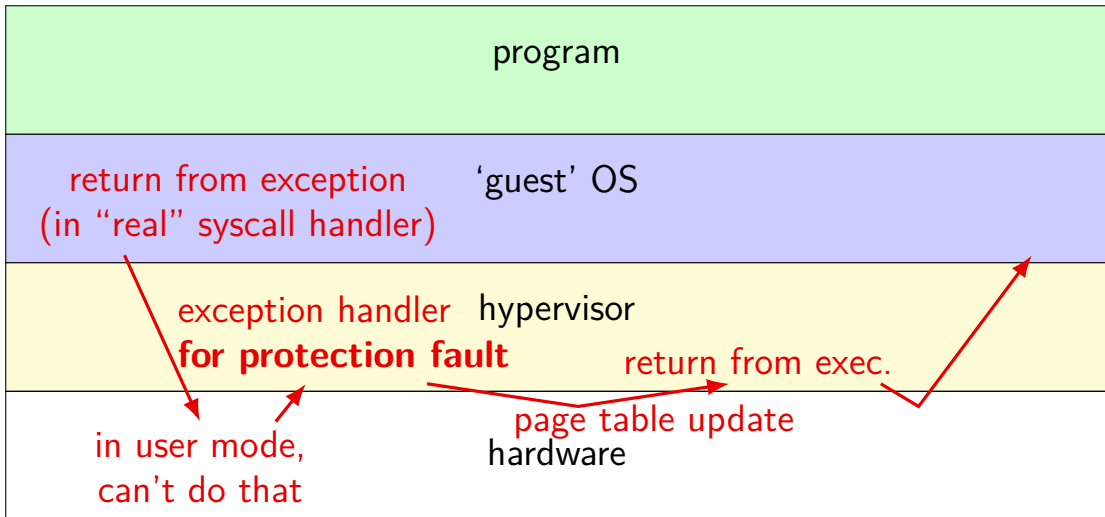 program
return from exception
(in “real” syscall handler)
‘guest’ OS
exception handler
for protection fault
hypervisor
return from exec.
page table update
in user mode,
can't do that
hardware